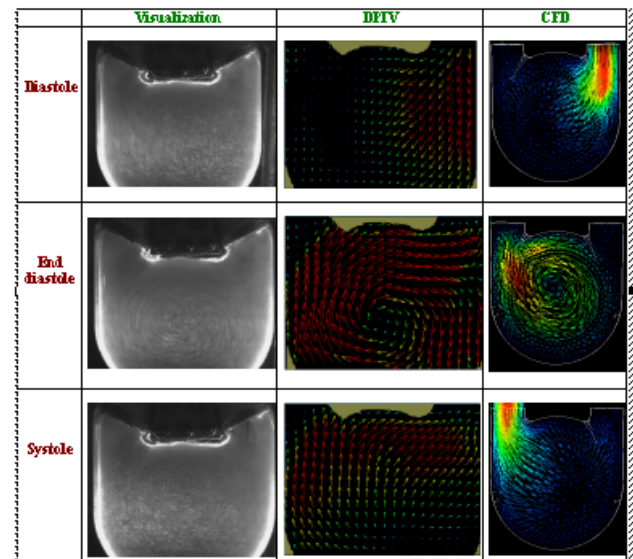 Visualization DPIV CFD
Diastole
End
diastole
Systole